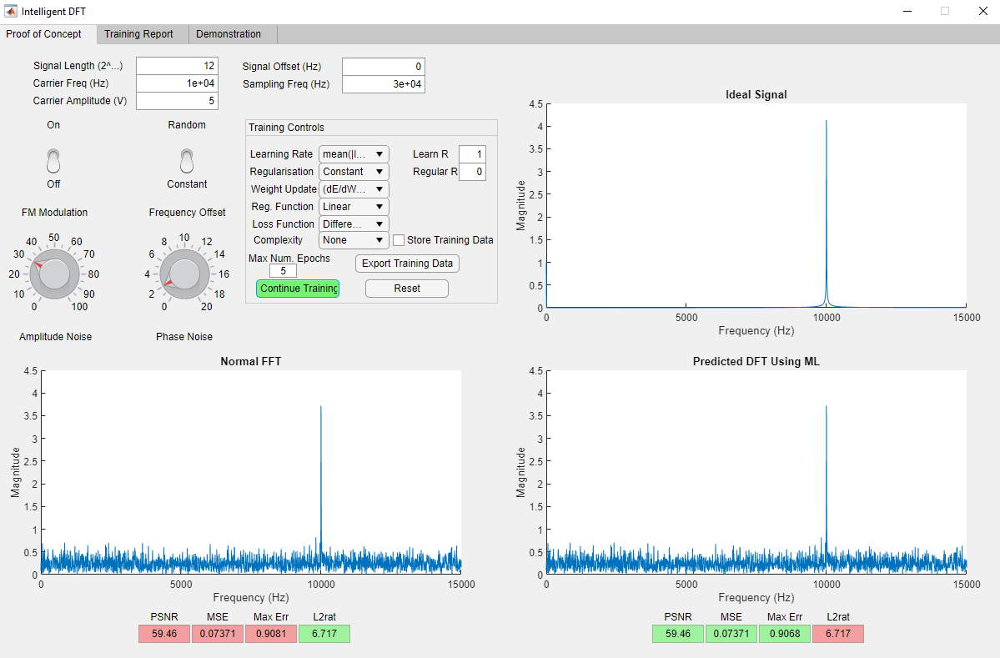 Intelligent DFT
Proof of Concept Training Report Demonstration
Signal Length (2^...) 12 Signal Offset (Hz) 0
Carrier Freq (Hz) 1e+04 Sampling Freq (Hz) 3e+04
Carrier Amplitude (V) 5
On Random
Off Constant
FM Modulation Frequency Offset
0 10 20 30 40 50 60 70 80 90 100
Amplitude Noise
0 2 4 6 8 10 12 14 16 18 20
Phase Noise
Training Controls
Learning Rate mean(|I... Learn R 1
Regularisation Constant Regular R 0
Weight Update (dE/dW...
Reg. Function Linear
Loss Function Differe...
Complexity None Store Training Data
Max Num. Epochs
5 Export Training Data
Continue Training Reset
Ideal Signal
4.5
4
3.5
3
2.5
2
1.5
1
0.5
0
Magnitude
0 5000 10000 15000
Frequency (Hz)
Normal FFT
4.5
4
3.5
3
2.5
2
1.5
1
0.5
0
Magnitude
0 5000 10000 15000
Frequency (Hz)
PSNR MSE Max Err L2rat
59.46 0.07371 0.9081 6.717
Predicted DFT Using ML
4.5
4
3.5
3
2.5
2
1.5
1
0.5
0
Magnitude
0 5000 10000 15000
Frequency (Hz)
PSNR MSE Max Err L2rat
59.46 0.07371 0.9068 6.717